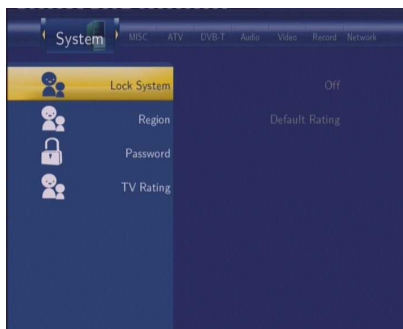 System MISC ATV DVB-T Audio Video Record Network
Lock System Off
Region Default Rating
Password
TV Rating